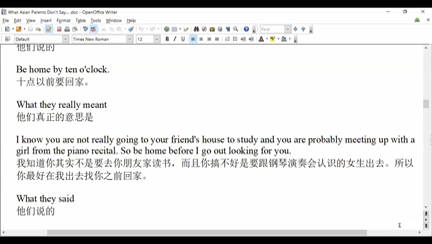 What Asian Parents Don't Say....doc - OpenOffice Writer
File Edit View Insert Format Table Tools Window Help
Default Times New Roman 12
他们说的
Be home by ten o'clock.
十点以前要回家。
What they really meant
他们真正的意思是
I know you are not really going to your friend's house to study and you are probably meeting up with a
girl from the piano recital. So be home before I go out looking for you.
我知道你其实不是要去你朋友家读书，而且你搞不好是要跟钢琴演奏会认识的女生出去。所以
你最好在我出去找你之前回家。
What they said
他们说的